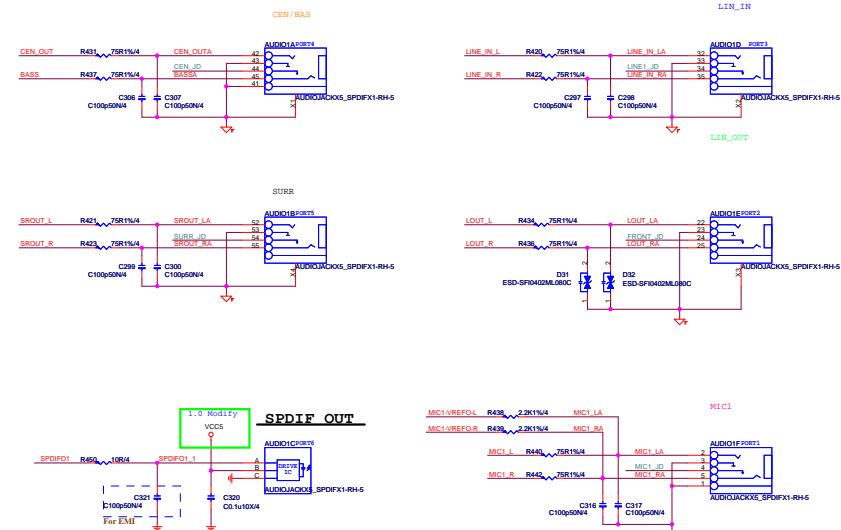 CEN/BAS
CEN_OUT R431 75R1%/4 CEN_OUTA 42 AUDIO1A PORT4
43
CEN_JD 44
BASS R437 75R1%/4 BASSA 45
41
C306 C307
C100p50N/4 C100p50N/4
X1
AUDIOJACKX5_SPDIFX1-RH-5
LIN_IN
LINE_IN_L R420 75R1%/4 LINE_IN_LA 32 AUDIO1D PORT3
33
LINE1_JD 34
LINE_IN_R R422 75R1%/4 LINE_IN_RA 35
C297 C298
C100p50N/4 C100p50N/4
X2
AUDIOJACKX5_SPDIFX1-RH-5
LIN_OUT
SURR
SROUT_L R421 75R1%/4 SROUT_LA 52 AUDIO1B PORT5
53
SURR_JD 54
SROUT_R R423 75R1%/4 SROUT_RA 55
C299 C300
C100p50N/4 C100p50N/4
X4
AUDIOJACKX5_SPDIFX1-RH-5
LOUT_L R434 75R1%/4 LOUT_LA 22 AUDIO1E PORT2
23
FRONT_JD 24
LOUT_R R436 75R1%/4 LOUT_RA 25
D31 2 2 D32
ESD-SFI0402ML080C ESD-SFI0402ML080C
1 1
X3
AUDIOJACKX5_SPDIFX1-RH-5
1.0 Modify
VCC5
SPDIF OUT
SPDIFO1 R450 10R/4 SPDIFO1_1 A AUDIO1C PORT6
B DRIVE
C IC
C321 C320
C100p50N/4 C0.1u10X/4
For EMI
AUDIOJACKX5_SPDIFX1-RH-5
MIC1
MIC1-VREFO-L R438 2.2K1%/4 MIC1_LA
MIC1-VREFO-R R439 2.2K1%/4 MIC1_RA
MIC1_L R440 75R1%/4 MIC1_LA 2 AUDIO1F PORT1
3
MIC1_JD 4
MIC1_R R442 75R1%/4 MIC1_RA 5
1
C316 C317
C100p50N/4 C100p50N/4
AUDIOJACKX5_SPDIFX1-RH-5